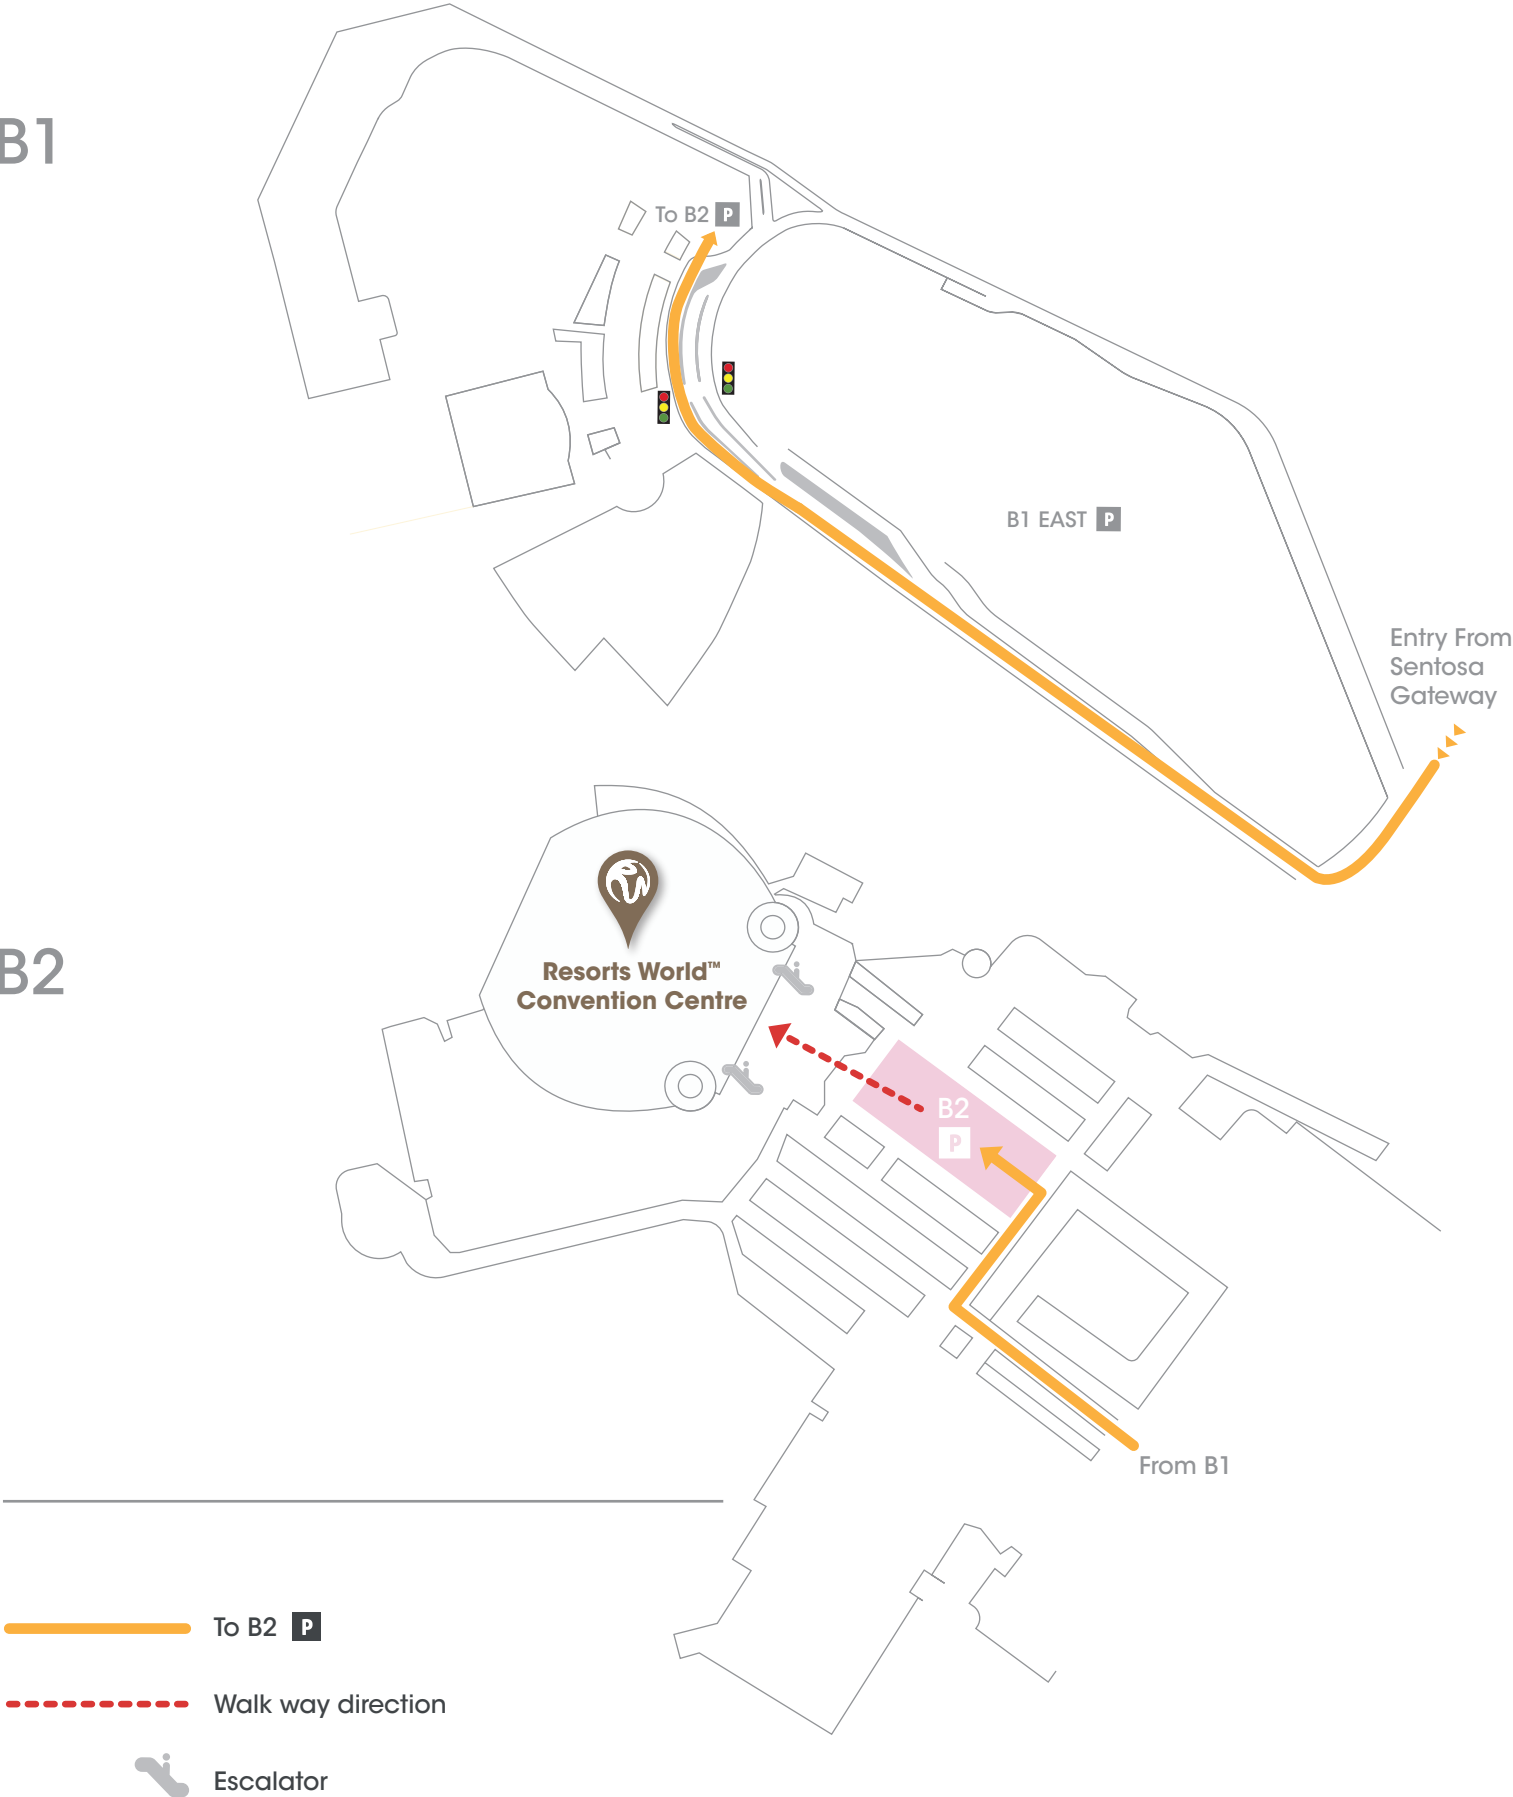 B1
To B2 P
B1 EAST P
Entry From
Sentosa
Gateway
B2
Resorts World™
Convention Centre
B2
P
From B1
To B2 P
Walk way direction
Escalator